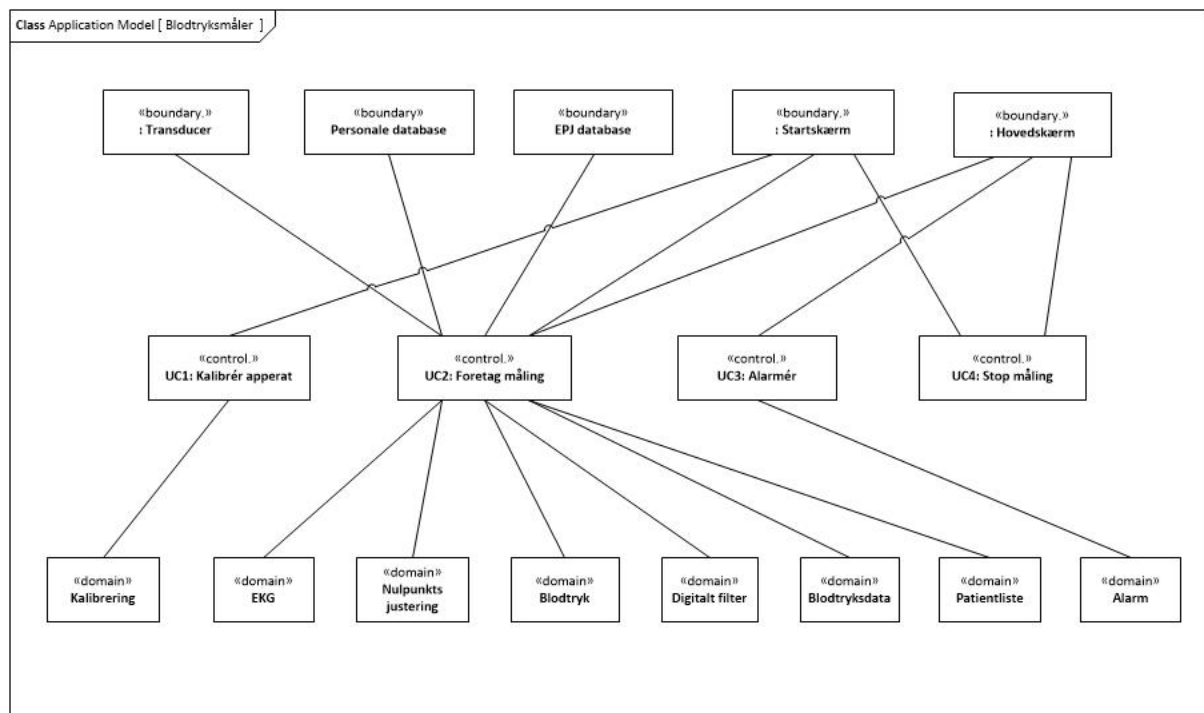 Class Application Model [ Blodtryksmåler ]
«boundary.»
: Transducer
«boundary»
Personale database
«boundary»
EPJ database
«boundary.»
: Startskærm
«boundary.»
: Hovedskærm
«control.»
UC1: Kalibrér apperat
«control.»
UC2: Foretag måling
«control.»
UC3: Alarmér
«control.»
UC4: Stop måling
«domain»
Kalibrering
«domain»
EKG
«domain»
Nulpunkts
justering
«domain»
Blodtryk
«domain»
Digitalt filter
«domain»
Blodtryksdata
«domain»
Patientliste
«domain»
Alarm